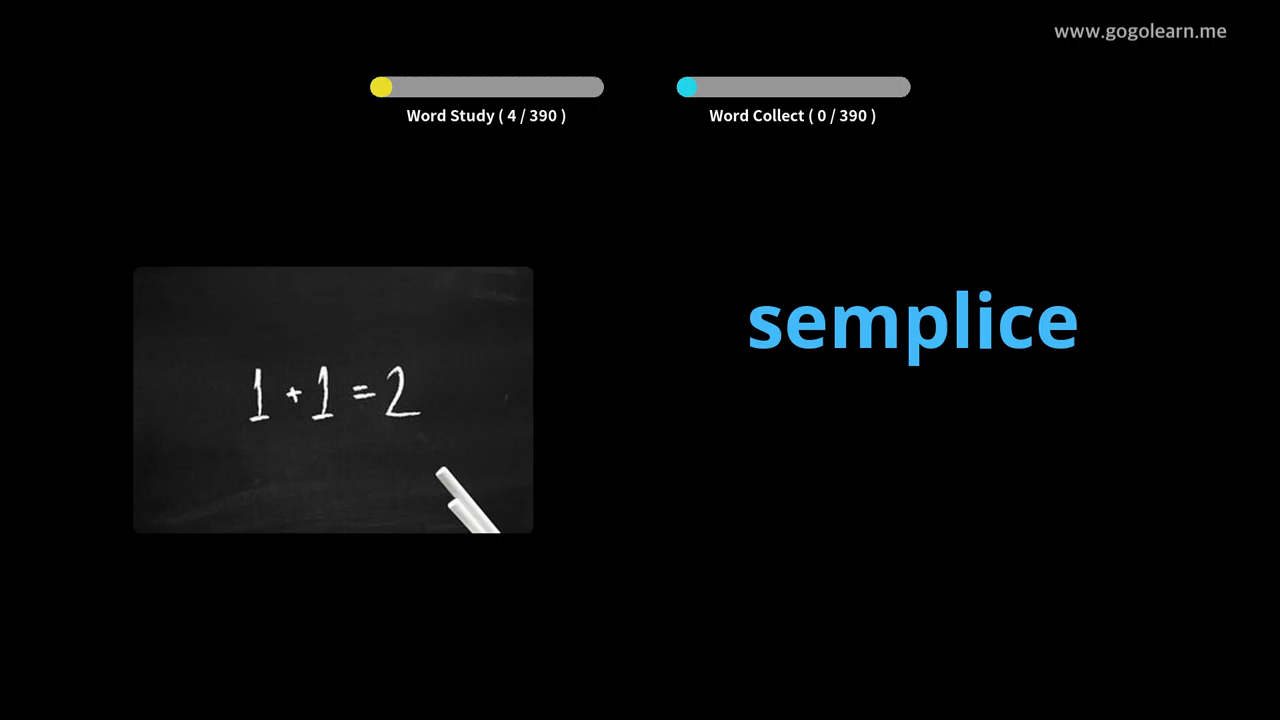 www.gogolearn.me
Word Study ( 4 / 390 )
Word Collect ( 0 / 390 )
semplice
1 + 1 = 2